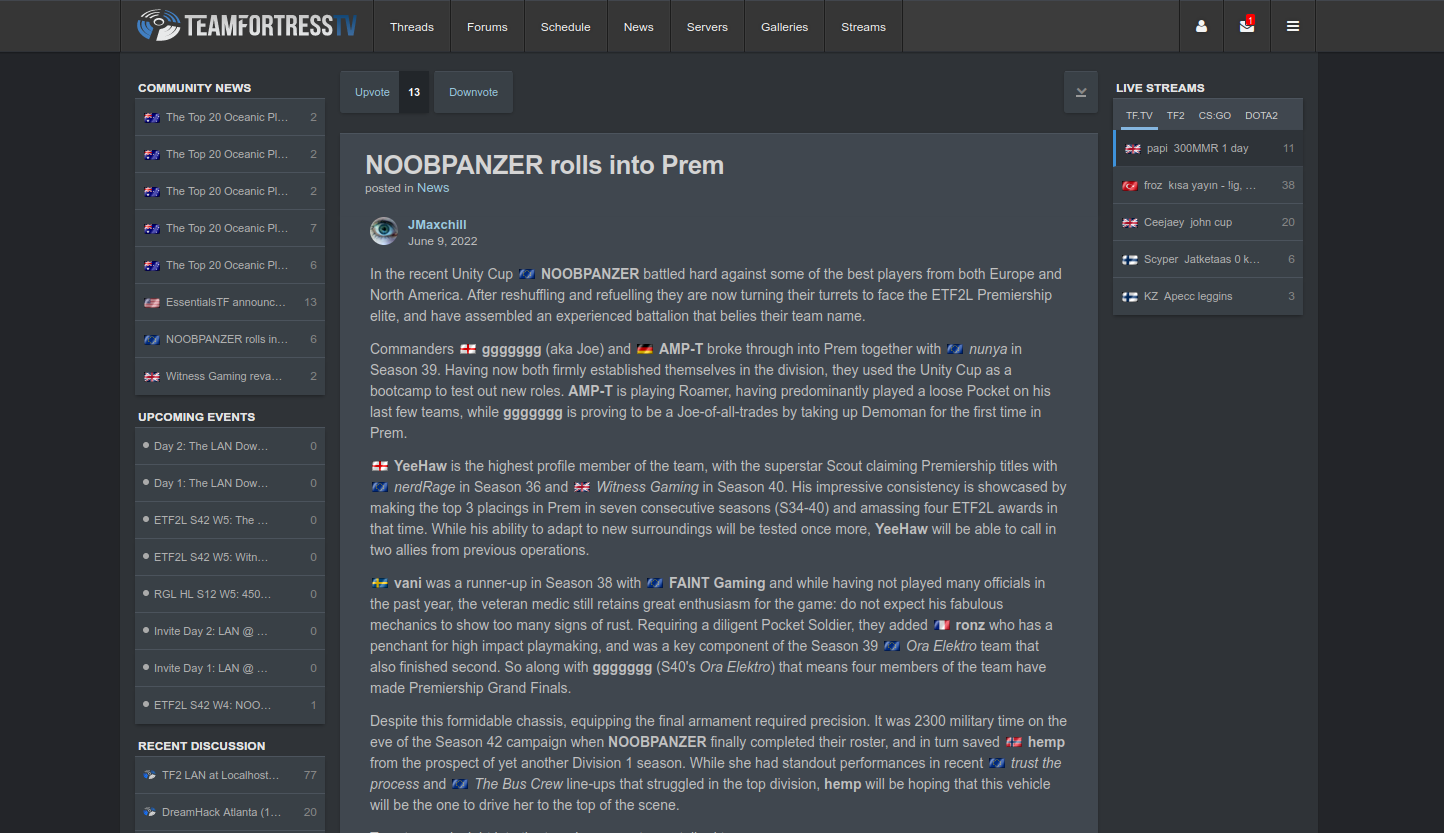 TEAMFORTRESSTV
Threads
Forums
Schedule
News
Servers
Galleries
Streams
1
COMMUNITY NEWS
The Top 20 Oceanic Pl... 2
The Top 20 Oceanic Pl... 2
The Top 20 Oceanic Pl... 2
The Top 20 Oceanic Pl... 7
The Top 20 Oceanic Pl... 6
EssentialsTF announc... 13
NOOBPANZER rolls in... 6
Witness Gaming reva... 2
UPCOMING EVENTS
Day 2: The LAN Dow... 0
Day 1: The LAN Dow... 0
ETF2L S42 W5: The ... 0
ETF2L S42 W5: Witn... 0
RGL HL S12 W5: 450... 0
Invite Day 2: LAN @ ... 0
Invite Day 1: LAN @ ... 0
ETF2L S42 W4: NOO... 1
RECENT DISCUSSION
TF2 LAN at Localhost... 77
DreamHack Atlanta (1... 20
Upvote 13 Downvote
NOOBPANZER rolls into Prem
posted in News
JMaxchill
June 9, 2022
In the recent Unity Cup NOOBPANZER battled hard against some of the best players from both Europe and
North America. After reshuffling and refuelling they are now turning their turrets to face the ETF2L Premiership
elite, and have assembled an experienced battalion that belies their team name.
Commanders ggggggg (aka Joe) and AMP-T broke through into Prem together with nunya in
Season 39. Having now both firmly established themselves in the division, they used the Unity Cup as a
bootcamp to test out new roles. AMP-T is playing Roamer, having predominantly played a loose Pocket on his
last few teams, while ggggggg is proving to be a Joe-of-all-trades by taking up Demoman for the first time in
Prem.
YeeHaw is the highest profile member of the team, with the superstar Scout claiming Premiership titles with
nerdRage in Season 36 and Witness Gaming in Season 40. His impressive consistency is showcased by
making the top 3 placings in Prem in seven consecutive seasons (S34-40) and amassing four ETF2L awards in
that time. While his ability to adapt to new surroundings will be tested once more, YeeHaw will be able to call in
two allies from previous operations.
vani was a runner-up in Season 38 with FAINT Gaming and while having not played many officials in
the past year, the veteran medic still retains great enthusiasm for the game: do not expect his fabulous
mechanics to show too many signs of rust. Requiring a diligent Pocket Soldier, they added ronz who has a
penchant for high impact playmaking, and was a key component of the Season 39 Ora Elektro team that
also finished second. So along with ggggggg (S40's Ora Elektro) that means four members of the team have
made Premiership Grand Finals.
Despite this formidable chassis, equipping the final armament required precision. It was 2300 military time on the
eve of the Season 42 campaign when NOOBPANZER finally completed their roster, and in turn saved hemp
from the prospect of yet another Division 1 season. While she had standout performances in recent trust the
process and The Bus Crew line-ups that struggled in the top division, hemp will be hoping that this vehicle
will be the one to drive her to the top of the scene.
LIVE STREAMS
TF.TV TF2 CS:GO DOTA2
papi 300MMR 1 day 11
froz kısa yayın - !ig, ... 38
Ceejaey john cup 20
Scyper Jatketaas 0 k... 6
KZ Apecc leggins 3